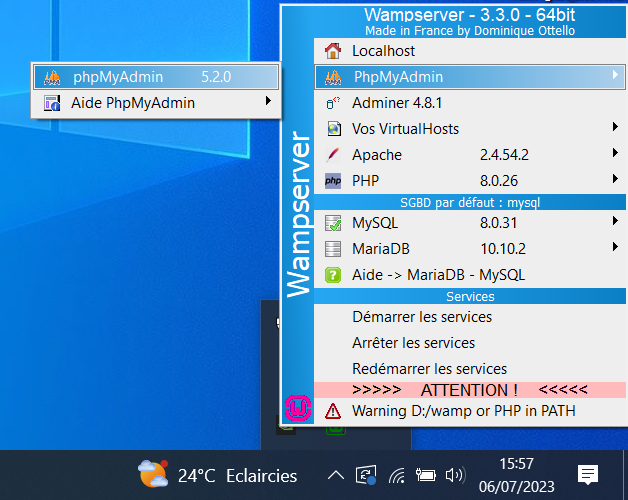 Wampserver - 3.3.0 - 64bit
Made in France by Dominique Ottello
Wampserver
Localhost
PhpMyAdmin
phpMyAdmin 5.2.0
Aide PhpMyAdmin
Adminer 4.8.1
Vos VirtualHosts
Apache 2.4.54.2
php PHP 8.0.26
SGBD par défaut : mysql
MySQL 8.0.31
MariaDB 10.10.2
Aide -> MariaDB - MySQL
Services
Démarrer les services
Arrêter les services
Redémarrer les services
>>>>> ATTENTION ! <<<<<
Warning D:/wamp or PHP in PATH
24°C Eclaircies
15:57
06/07/2023